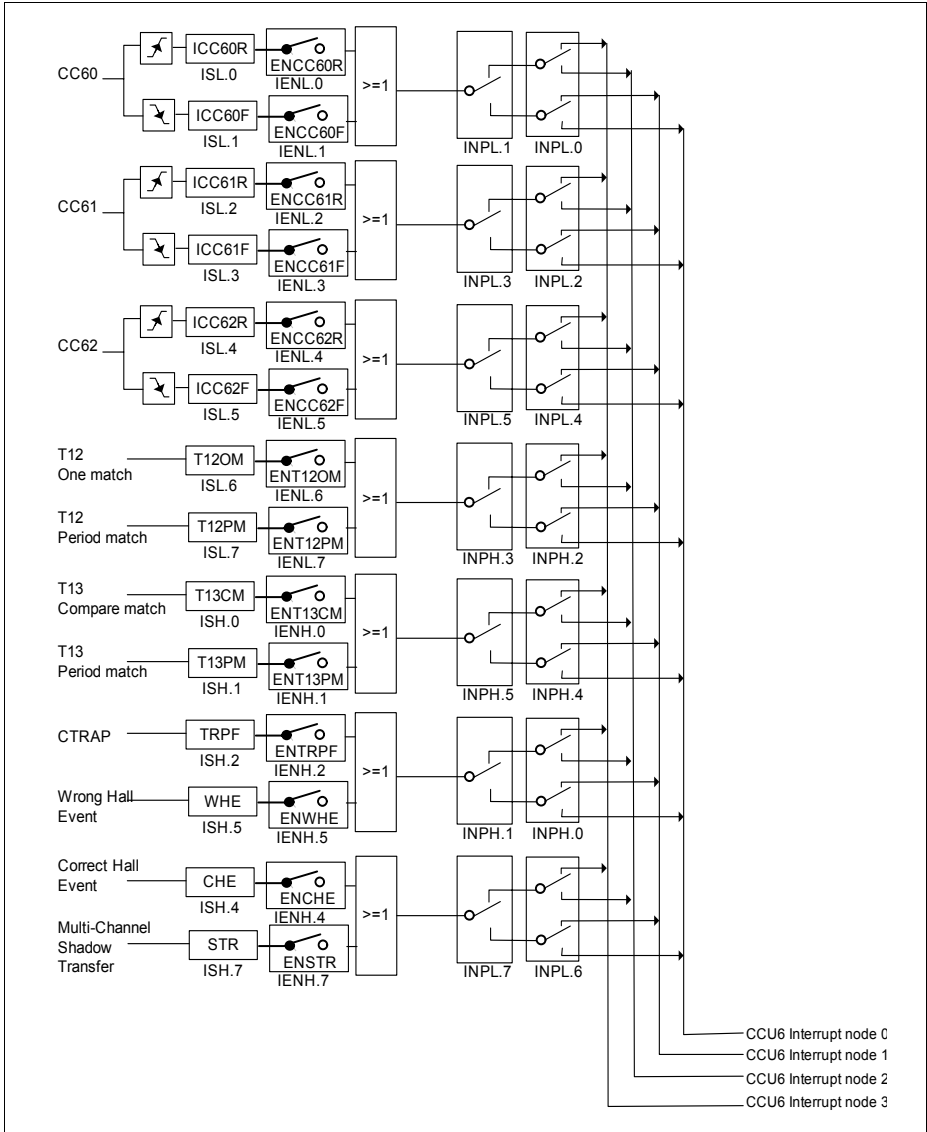 CC60
ICC60R
ISL.0
ENCC60R
IENL.0
ICC60F
ISL.1
ENCC60F
IENL.1
>=1
INPL.1
INPL.0
CC61
ICC61R
ISL.2
ENCC61R
IENL.2
ICC61F
ISL.3
ENCC61F
IENL.3
>=1
INPL.3
INPL.2
CC62
ICC62R
ISL.4
ENCC62R
IENL.4
ICC62F
ISL.5
ENCC62F
IENL.5
>=1
INPL.5
INPL.4
T12
One match
T12OM
ISL.6
ENT12OM
IENL.6
T12
Period match
T12PM
ISL.7
ENT12PM
IENL.7
>=1
INPH.3
INPH.2
T13
Compare match
T13CM
ISH.0
ENT13CM
IENH.0
T13
Period match
T13PM
ISH.1
ENT13PM
IENH.1
>=1
INPH.5
INPH.4
CTRAP
TRPF
ISH.2
ENTRPF
IENH.2
Wrong Hall
Event
WHE
ISH.5
ENWHE
IENH.5
>=1
INPH.1
INPH.0
Correct Hall
Event
CHE
ISH.4
ENCHE
IENH.4
Multi-Channel
Shadow
Transfer
STR
ISH.7
ENSTR
IENH.7
>=1
INPL.7
INPL.6
CCU6 Interrupt node 0
CCU6 Interrupt node 1
CCU6 Interrupt node 2
CCU6 Interrupt node 3